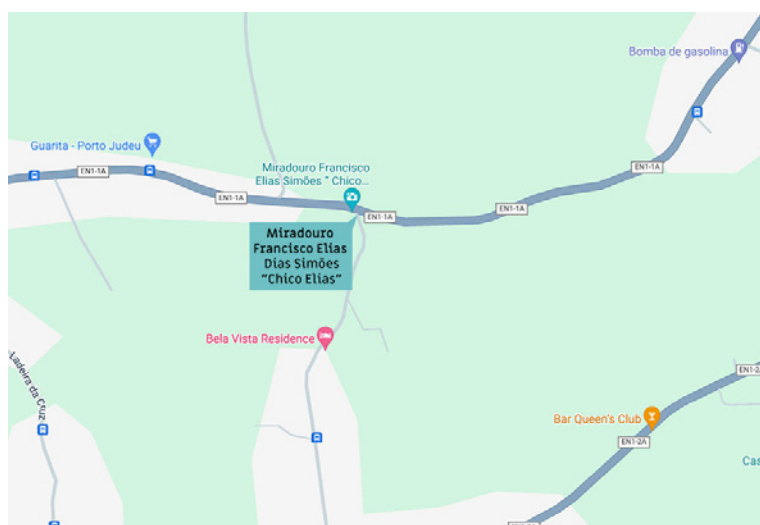 Bomba de gasolina
Guarita - Porto Judeu
EN1-1A
EN1-1A
EN1-1A
EN1-1A
EN1-1A
Miradouro Francisco
Elias Simões " Chico...
Miradouro
Francisco Elias
Dias Simões
"Chico Elias"
Bela Vista Residence
Ladeira da Cruz
Bar Queen's Club
EN1-2A
EN1-2A
EN1-2A
Cas